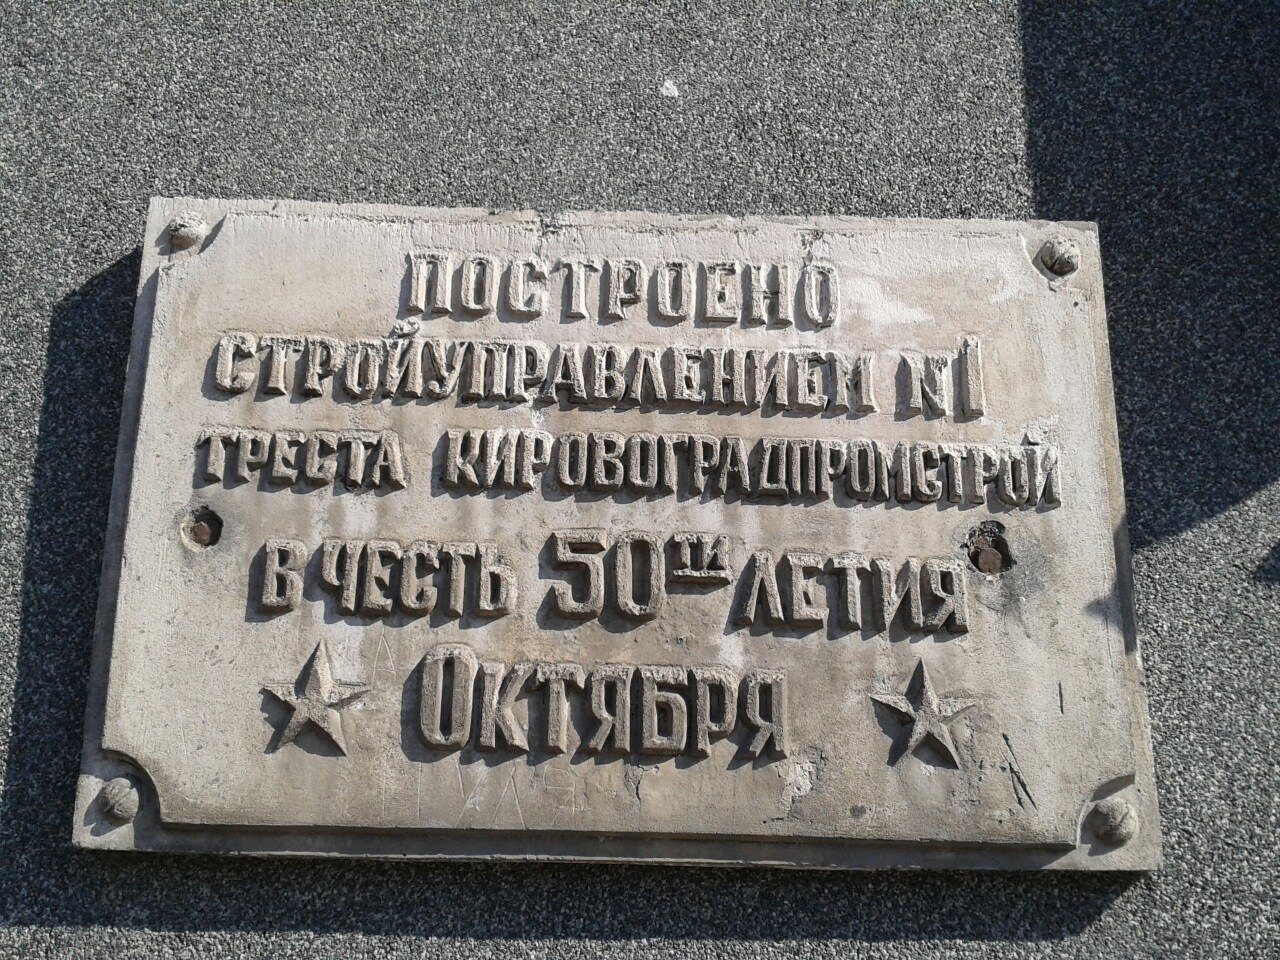 ПОСТРОЕНО
СТРОЙУПРАВЛЕНИЕМ №1
ТРЕСТА КИРОВОГРАДПРОМСТРОЙ
В ЧЕСТЬ 50ТИ ЛЕТИЯ
ОКТЯБРЯ